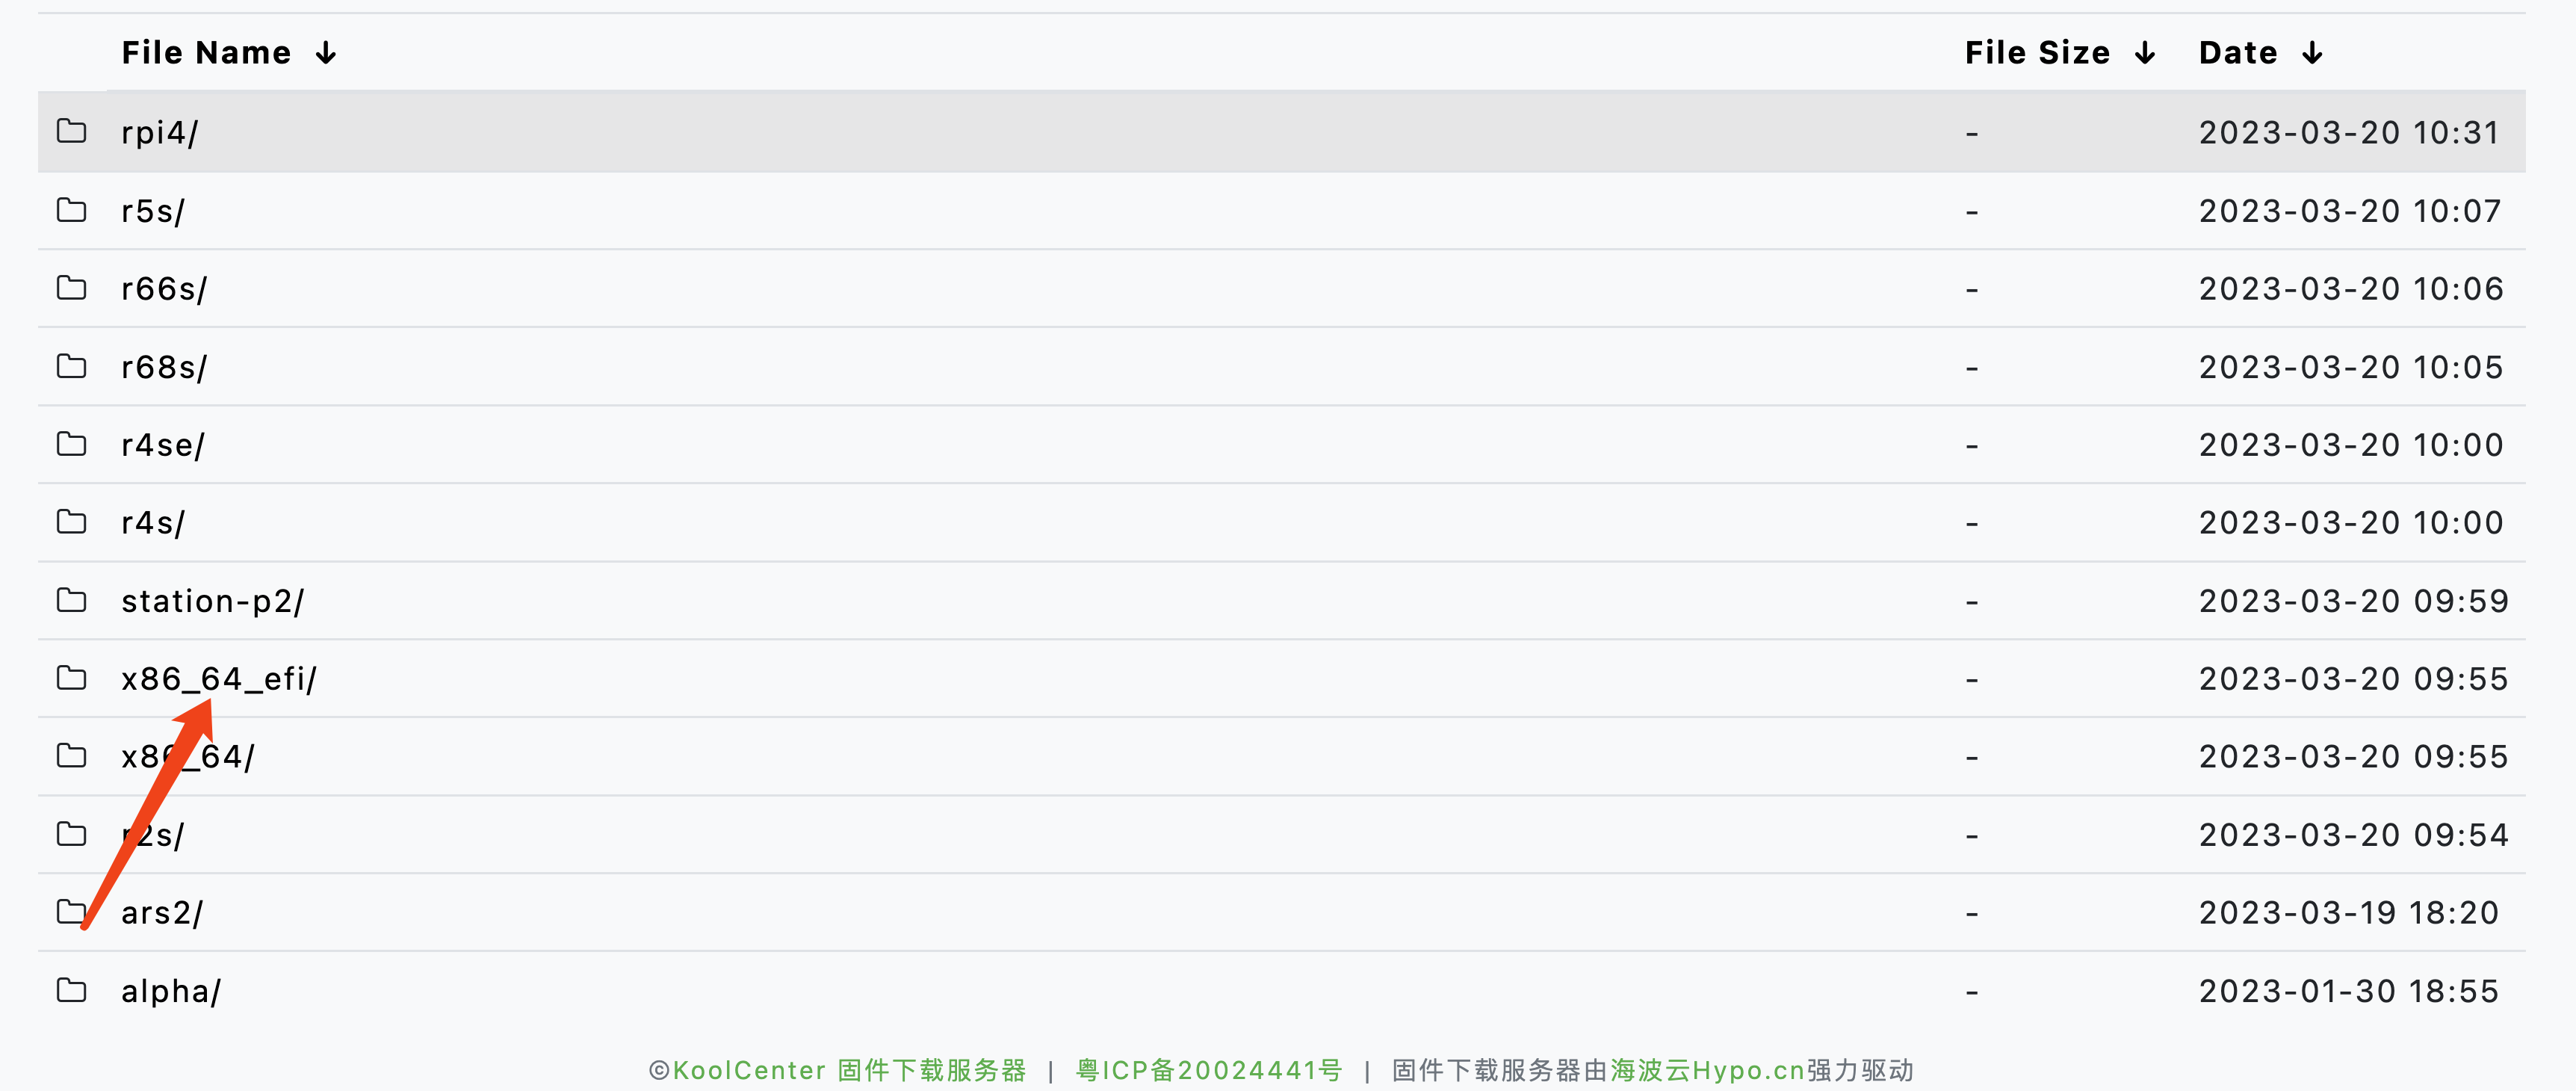 File Name ↓ File Size ↓ Date ↓
rpi4/ - 2023-03-20 10:31
r5s/ - 2023-03-20 10:07
r66s/ - 2023-03-20 10:06
r68s/ - 2023-03-20 10:05
r4se/ - 2023-03-20 10:00
r4s/ - 2023-03-20 10:00
station-p2/ - 2023-03-20 09:59
x86_64_efi/ - 2023-03-20 09:55
x86_64/ - 2023-03-20 09:55
r2s/ - 2023-03-20 09:54
ars2/ - 2023-03-19 18:20
alpha/ - 2023-01-30 18:55
©KoolCenter 固件下载服务器 | 粤ICP备20024441号 | 固件下载服务器由海波云Hypo.cn强力驱动